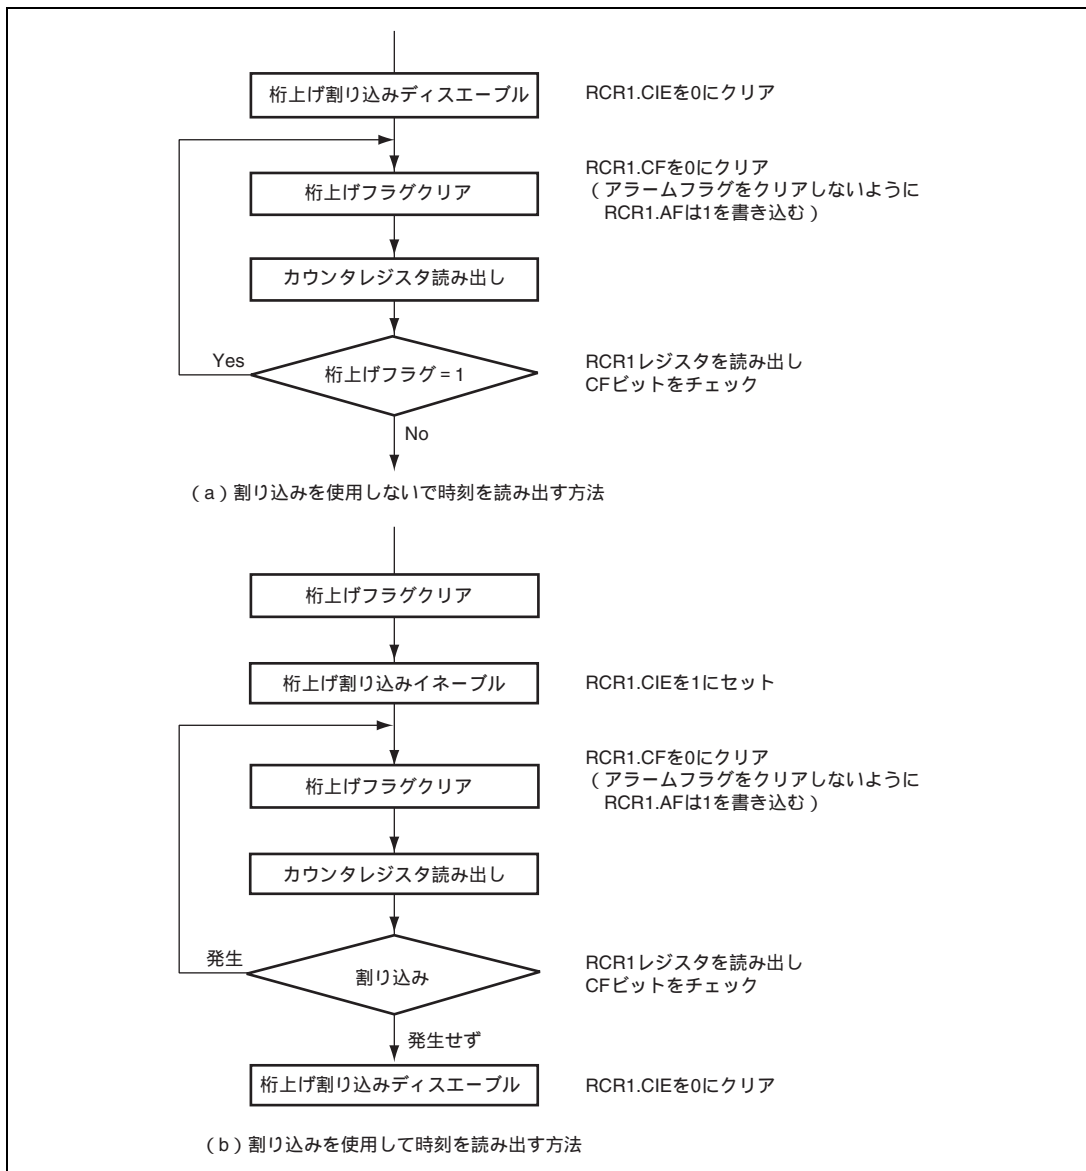 桁上げ割り込みディスエーブル
RCR1.CIEを0にクリア
桁上げフラグクリア
RCR1.CFを0にクリア
（アラームフラグをクリアしないように
RCR1.AFは1を書き込む）
カウンタレジスタ読み出し
Yes
桁上げフラグ = 1
RCR1レジスタを読み出し
CFビットをチェック
No
（a）割り込みを使用しないで時刻を読み出す方法
桁上げフラグクリア
桁上げ割り込みイネーブル
RCR1.CIEを1にセット
桁上げフラグクリア
RCR1.CFを0にクリア
（アラームフラグをクリアしないように
RCR1.AFは1を書き込む）
カウンタレジスタ読み出し
発生
割り込み
RCR1レジスタを読み出し
CFビットをチェック
発生せず
桁上げ割り込みディスエーブル
RCR1.CIEを0にクリア
（b）割り込みを使用して時刻を読み出す方法